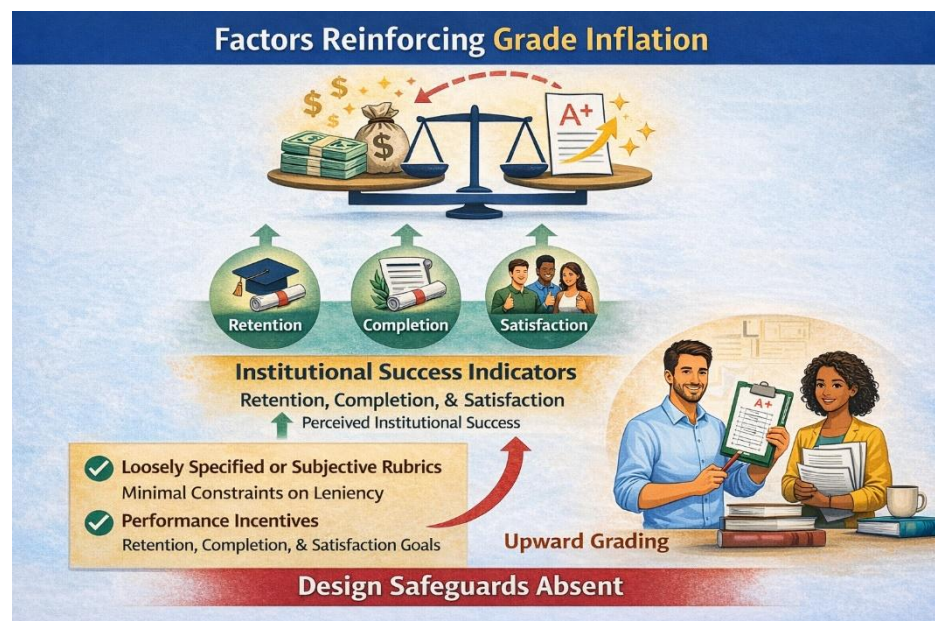 Factors Reinforcing Grade Inflation
$ $
$
A+
Retention
Completion
Satisfaction
Institutional Success Indicators
Retention, Completion, & Satisfaction
Perceived Institutional Success
Loosely Specified or Subjective Rubrics
Minimal Constraints on Leniency
Performance Incentives
Retention, Completion, & Satisfaction Goals
A+
Upward Grading
Design Safeguards Absent